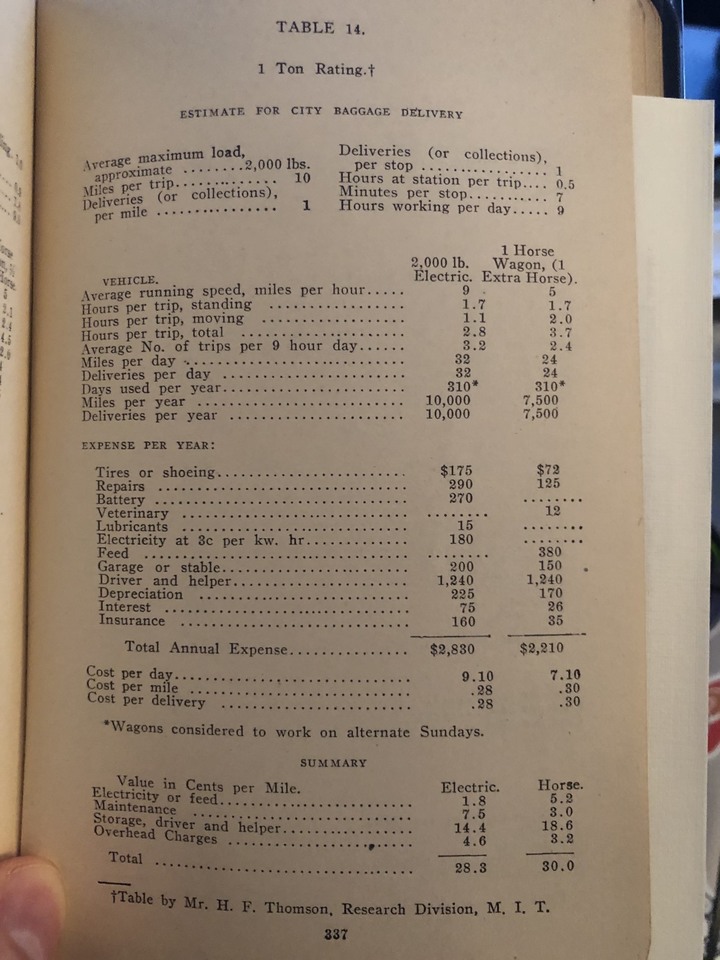 TABLE 14.
1 Ton Rating.†
ESTIMATE FOR CITY BAGGAGE DELIVERY
Average maximum load,
approximate ........2,000 lbs.
Miles per trip.............. 10
Deliveries (or collections),
per mile ................ 1
Deliveries (or collections),
per stop ................ 1
Hours at station per trip.... 0.5
Minutes per stop........... 7
Hours working per day..... 9
1 Horse
2,000 lb. Wagon, (1
VEHICLE. Electric. Extra Horse).
Average running speed, miles per hour..... 9 5
Hours per trip, standing ................. 1.7 1.7
Hours per trip, moving .................. 1.1 2.0
Hours per trip, total ..................... 2.8 3.7
Average No. of trips per 9 hour day...... 3.2 2.4
Miles per day ............................ 32 24
Deliveries per day ........................ 32 24
Days used per year........................ 310* 310*
Miles per year ........................... 10,000 7,500
Deliveries per year ...................... 10,000 7,500
EXPENSE PER YEAR:
Tires or shoeing......................... $175 $72
Repairs ................................. 290 125
Battery ................................. 270 ........
Veterinary .............................. ........ 12
Lubricants .............................. 15 ........
Electricity at 3c per kw. hr............. 180 ........
Feed .................................... ........ 380
Garage or stable......................... 200 150
Driver and helper........................ 1,240 1,240
Depreciation ............................ 225 170
Interest ................................ 75 26
Insurance ............................... 160 35
Total Annual Expense............... $2,830 $2,210
Cost per day............................. 9.10 7.10
Cost per mile ........................... .28 .30
Cost per delivery ....................... .28 .30
*Wagons considered to work on alternate Sundays.
SUMMARY
Value in Cents per Mile. Electric. Horse.
Electricity or feed........................ 1.8 5.2
Maintenance .............................. 7.5 3.0
Storage, driver and helper................ 14.4 18.6
Overhead Charges ......................... 4.6 3.2
Total .................................. 28.3 30.0
†Table by Mr. H. F. Thomson, Research Division, M. I. T.
337